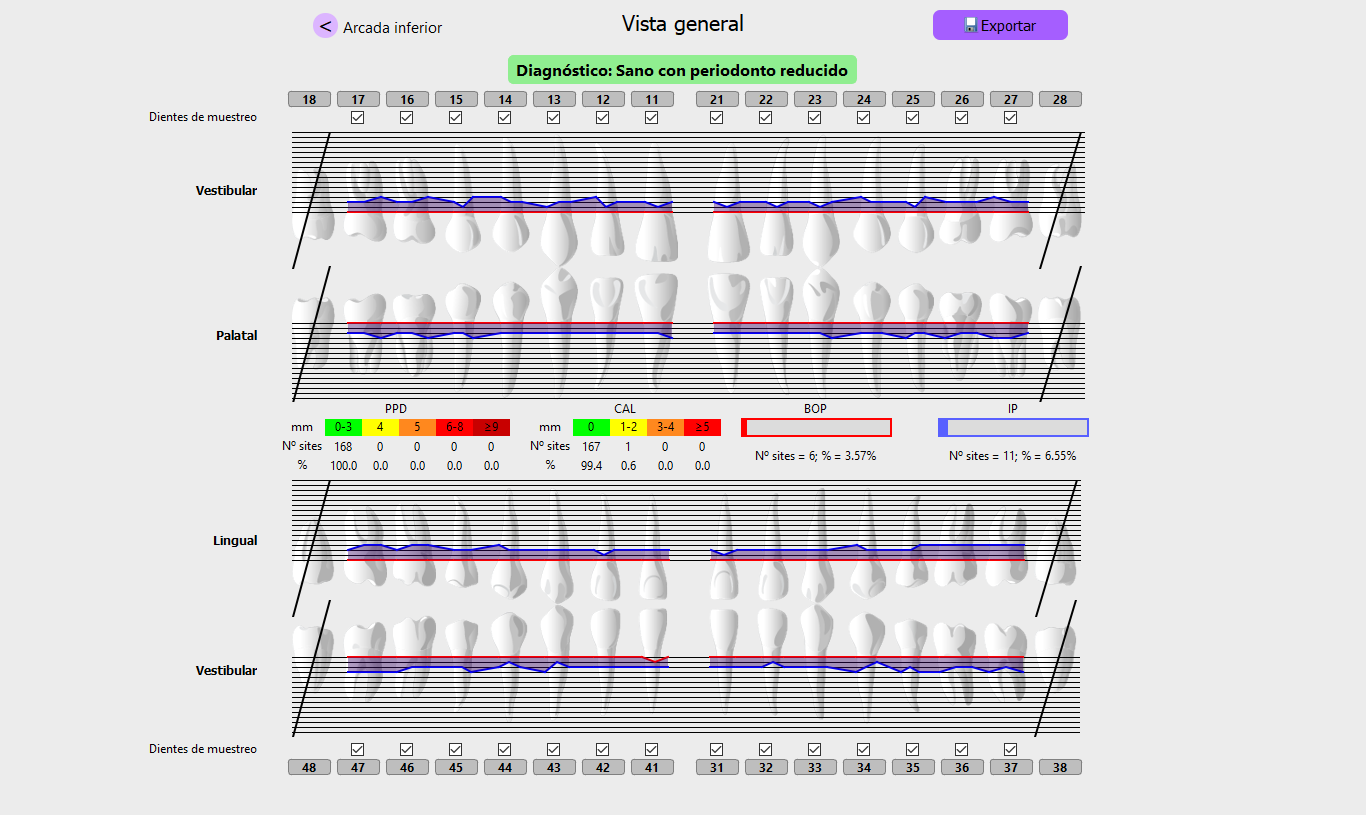 < Arcada inferior Vista general Exportar
Diagnóstico: Sano con periodonto reducido
18 17 16 15 14 13 12 11 21 22 23 24 25 26 27 28
Dientes de muestreo
Vestibular
Palatal
PPD CAL BOP IP
mm 0-3 4 5 6-8 ≥9 mm 0 1-2 3-4 ≥5
Nº sites 168 0 0 0 0 Nº sites 167 1 0 0 Nº sites = 6; % = 3.57% Nº sites = 11; % = 6.55%
% 100.0 0.0 0.0 0.0 0.0 % 99.4 0.6 0.0 0.0
Lingual
Vestibular
Dientes de muestreo
48 47 46 45 44 43 42 41 31 32 33 34 35 36 37 38